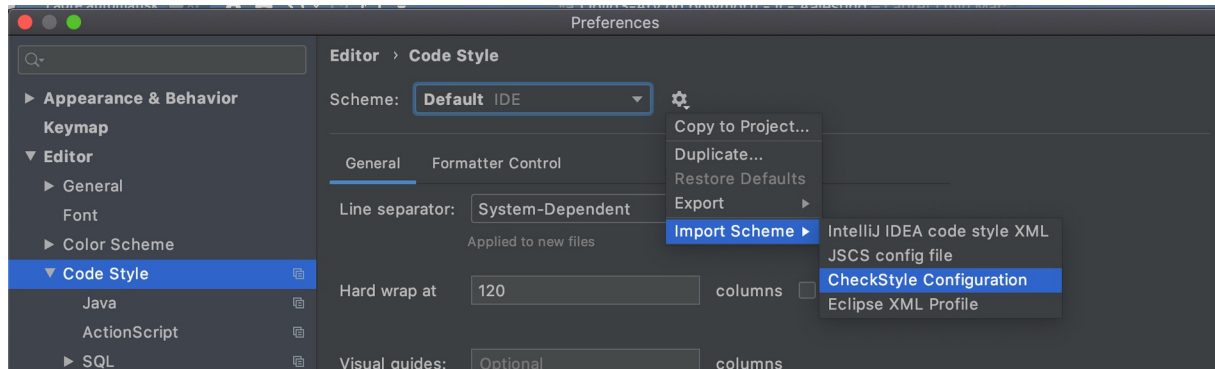 Preferences
Appearance & Behavior
Keymap
Editor
General
Font
Color Scheme
Code Style
Java
ActionScript
SQL
Editor › Code Style
Scheme: Default IDE
General Formatter Control
Line separator: System-Dependent
Applied to new files
Hard wrap at 120 columns
Visual guides: Optional columns
Copy to Project...
Duplicate...
Restore Defaults
Export
Import Scheme
IntelliJ IDEA code style XML
JSCS config file
CheckStyle Configuration
Eclipse XML Profile